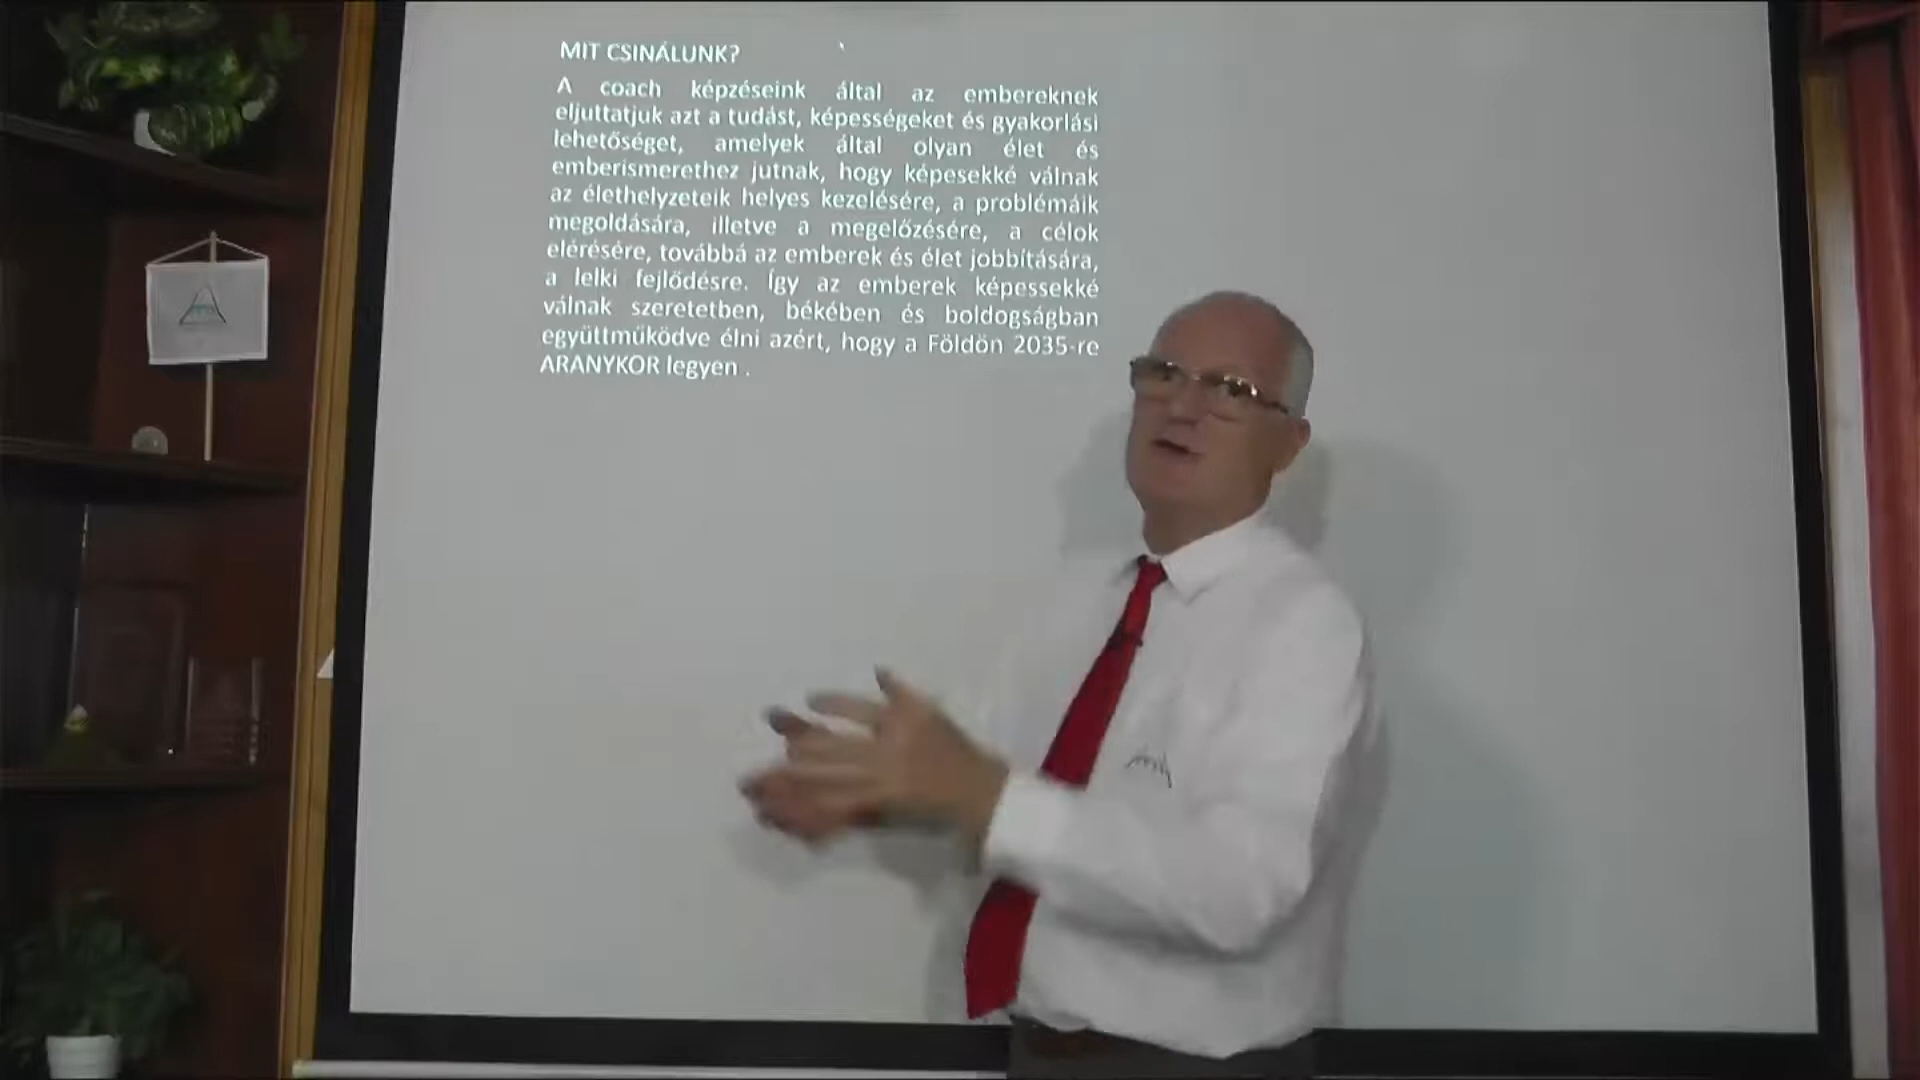 MIT CSINÁLUNK?
A coach képzéseink által az embereknek
eljuttatjuk azt a tudást, képességeket és gyakorlási
lehetőséget, amelyek által olyan élet és
emberismerethez jutnak, hogy képesekké válnak
az élethelyzeteik helyes kezelésére, a problémáik
megoldására, illetve a megelőzésére, a célok
elérésére, továbbá az emberek és élet jobbítására,
a lelki fejlődésre. Így az emberek képessekké
válnak szeretetben, békében és boldogságban
együttműködve élni azért, hogy a Földön 2035-re
ARANYKOR legyen .